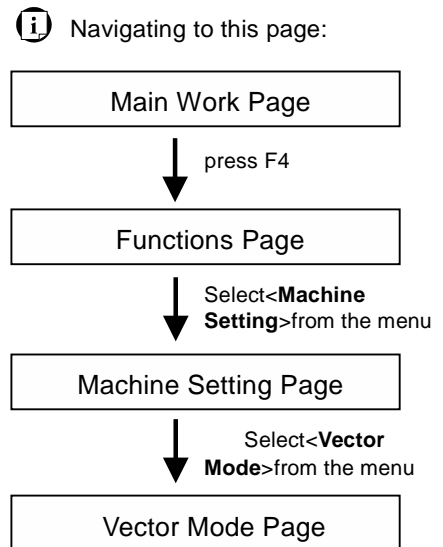 Navigating to this page:
Main Work Page
press F4
Functions Page
Select<Machine
Setting>from the menu
Machine Setting Page
Select<Vector
Mode>from the menu
Vector Mode Page